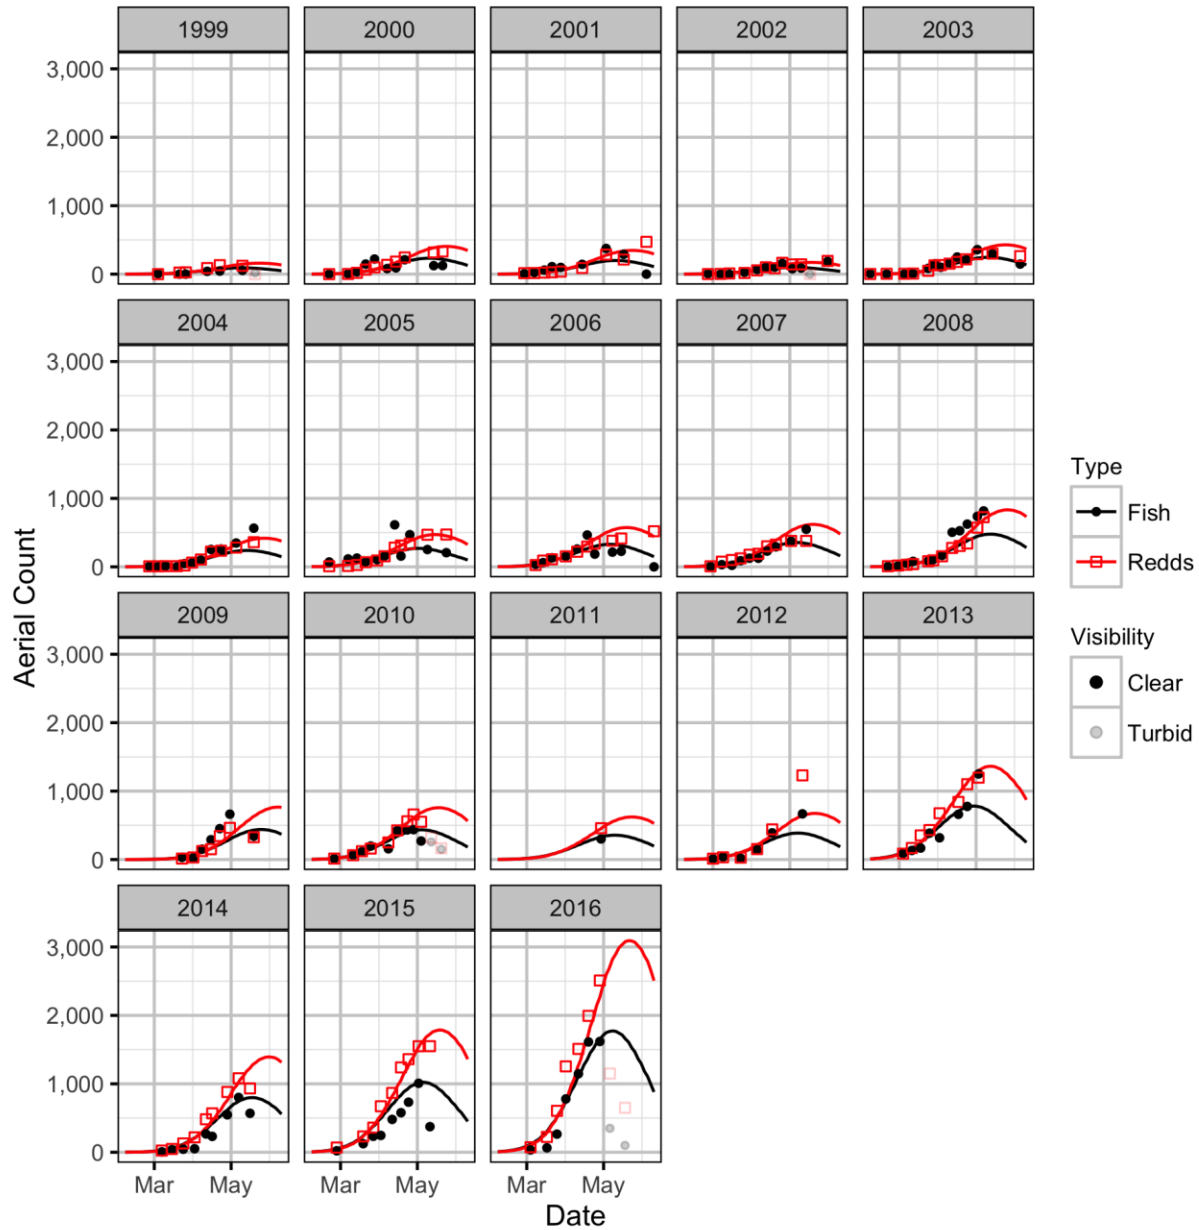 1999 2000 2001 2002 2003
3,000
2,000
1,000
0
2004 2005 2006 2007 2008
3,000
2,000
1,000
0
2009 2010 2011 2012 2013
3,000
2,000
1,000
0
2014 2015 2016
3,000
2,000
1,000
0
Mar May Mar May Mar May
Date
Aerial Count
Type
Fish
Redds
Visibility
Clear
Turbid